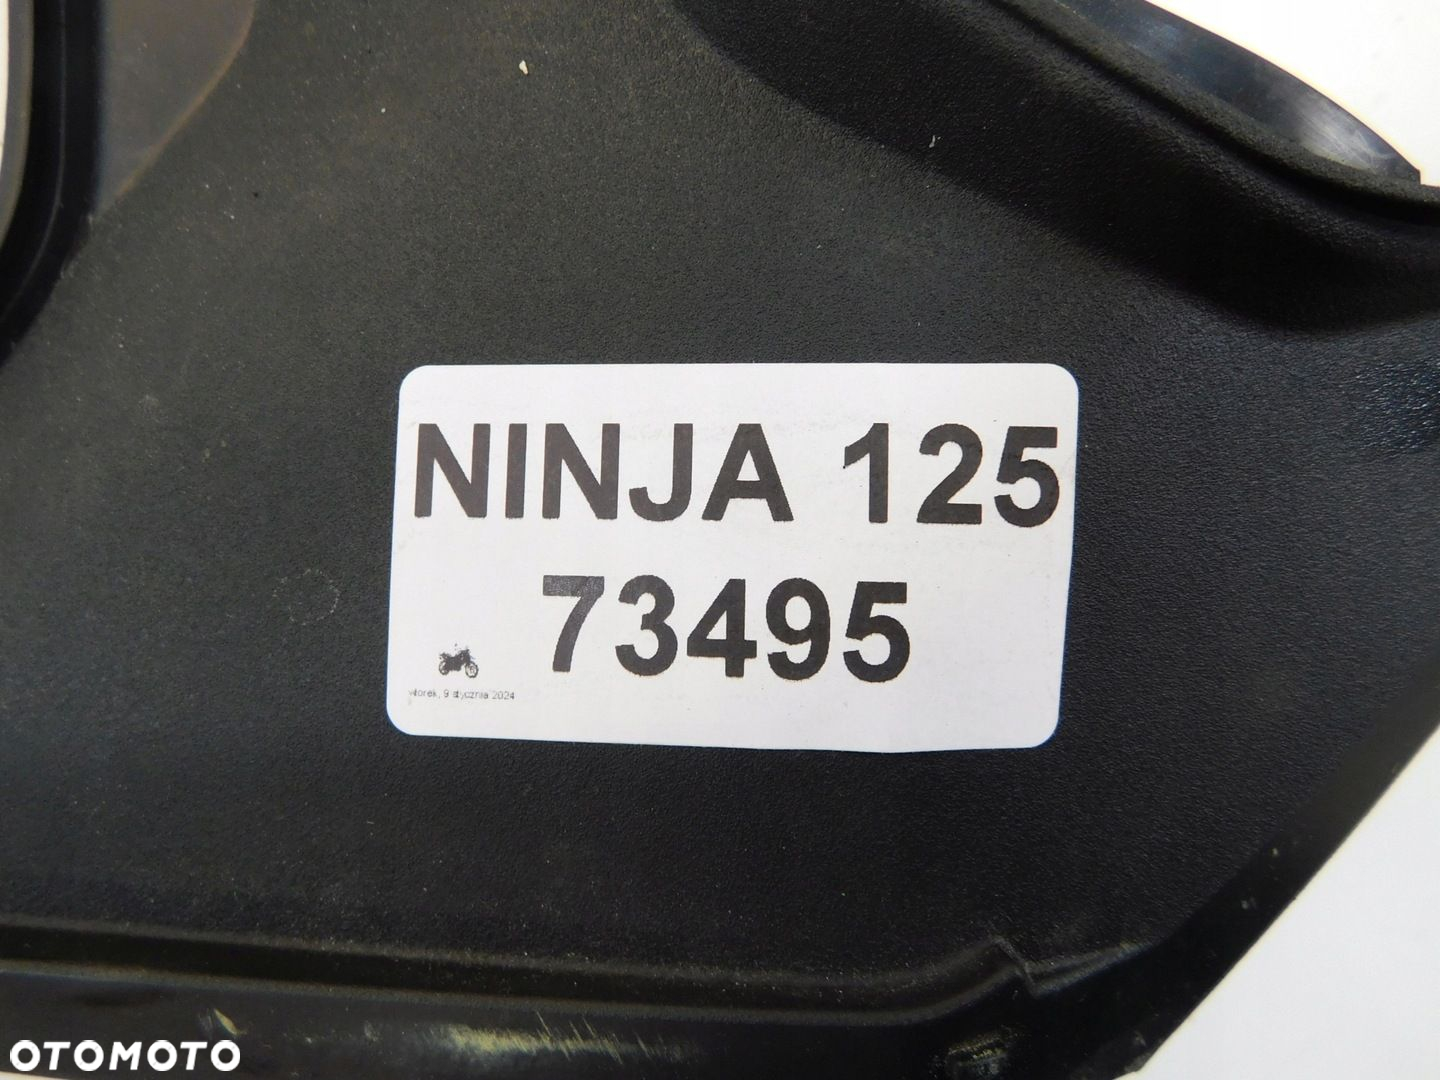 NINJA 125
73495
wtorek, 9 stycznia 2024
OTOMOTO